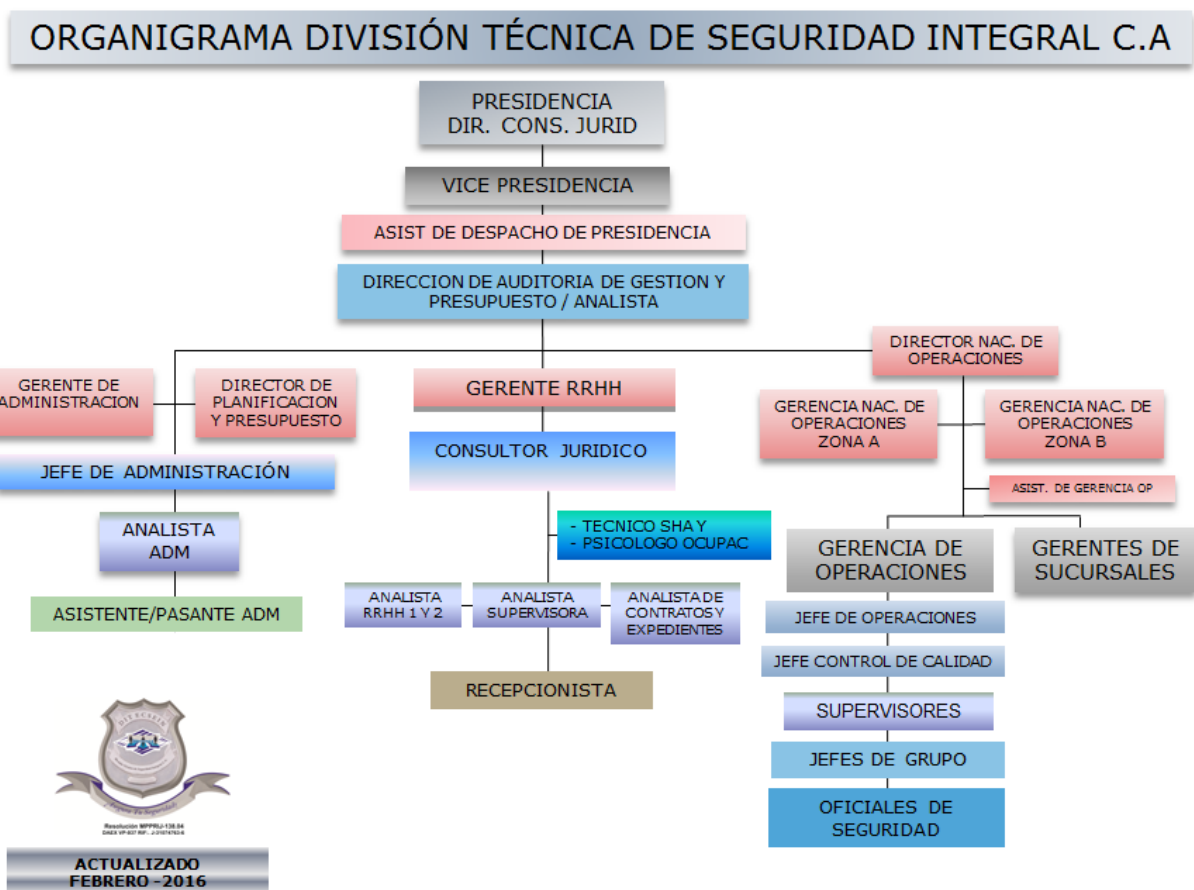 ORGANIGRAMA DIVISIÓN TÉCNICA DE SEGURIDAD INTEGRAL C.A
PRESIDENCIA
DIR. CONS. JURID
VICE PRESIDENCIA
ASIST DE DESPACHO DE PRESIDENCIA
DIRECCION DE AUDITORIA DE GESTION Y
PRESUPUESTO / ANALISTA
GERENTE DE
ADMINISTRACION
DIRECTOR DE
PLANIFICACION
Y PRESUPUESTO
JEFE DE ADMINISTRACIÓN
ANALISTA
ADM
ASISTENTE/PASANTE ADM
GERENTE RRHH
CONSULTOR JURIDICO
- TECNICO SHA Y
- PSICOLOGO OCUPAC
ANALISTA
RRHH 1 Y 2
ANALISTA
SUPERVISORA
ANALISTA DE
CONTRATOS Y
EXPEDIENTES
RECEPCIONISTA
DIRECTOR NAC. DE
OPERACIONES
GERENCIA NAC. DE
OPERACIONES
ZONA A
GERENCIA NAC. DE
OPERACIONES
ZONA B
ASIST. DE GERENCIA OP
GERENCIA DE
OPERACIONES
GERENTES DE
SUCURSALES
JEFE DE OPERACIONES
JEFE CONTROL DE CALIDAD
SUPERVISORES
JEFES DE GRUPO
OFICIALES DE
SEGURIDAD
ACTUALIZADO
FEBRERO -2016